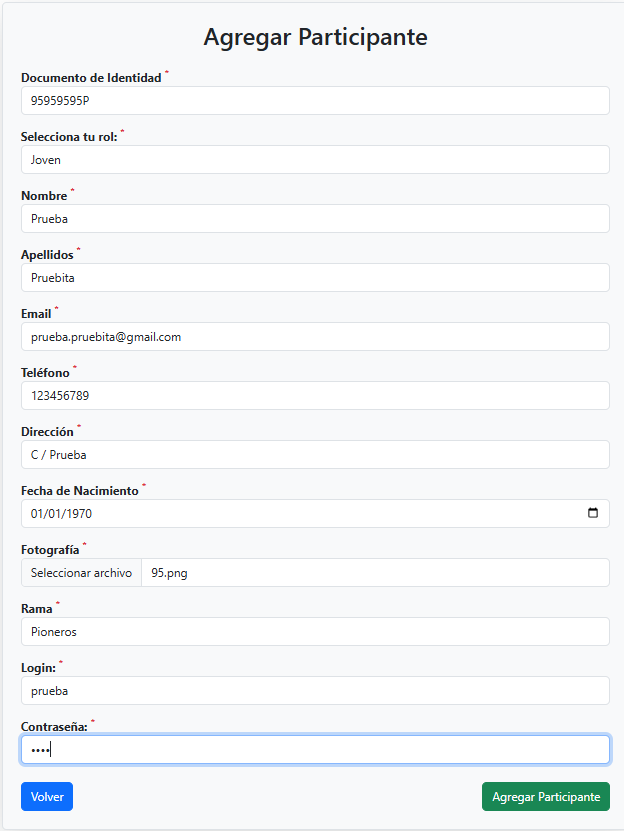 Agregar Participante
Documento de Identidad *
95959595P
Selecciona tu rol: *
Joven
Nombre *
Prueba
Apellidos *
Pruebita
Email *
prueba.pruebita@gmail.com
Teléfono *
123456789
Dirección *
C / Prueba
Fecha de Nacimiento *
01/01/1970
Fotografía *
Seleccionar archivo 95.png
Rama *
Pioneros
Login: *
prueba
Contraseña: *
••••
Volver Agregar Participante